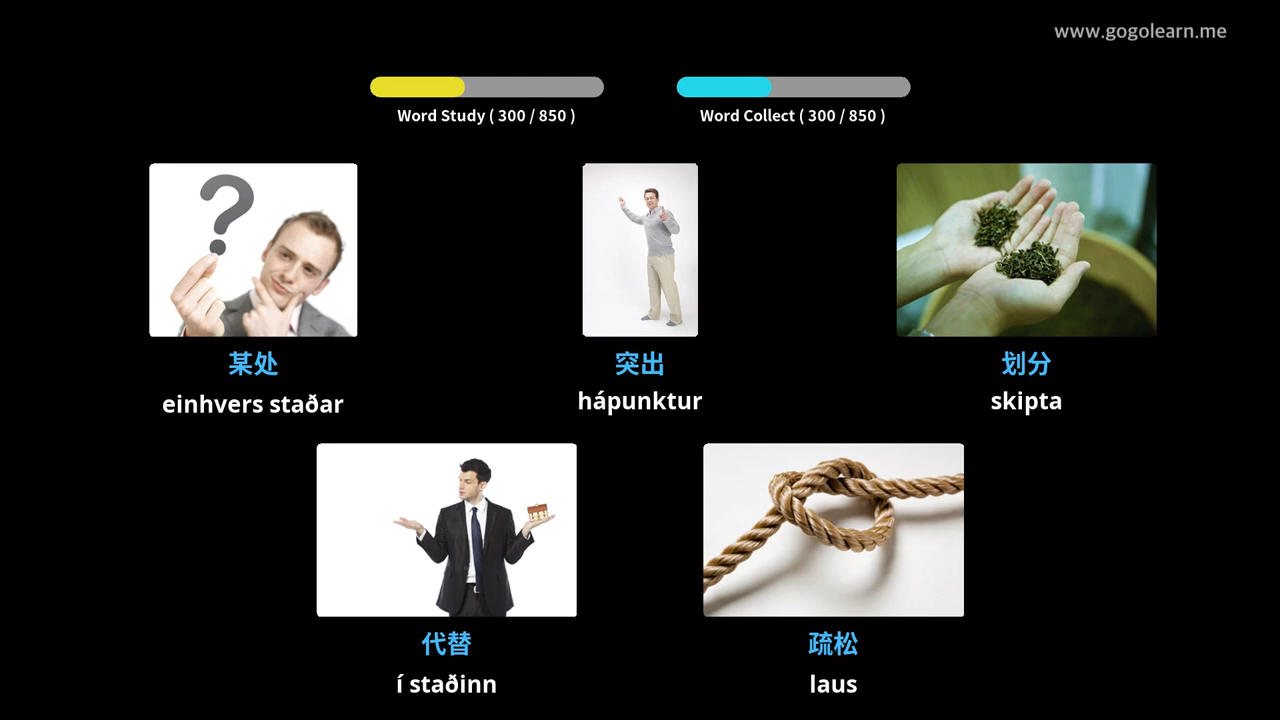 www.gogolearn.me
Word Study ( 300 / 850 )
Word Collect ( 300 / 850 )
?
某处
einhvers staðar
突出
hápunktur
划分
skipta
代替
í staðinn
疏松
laus